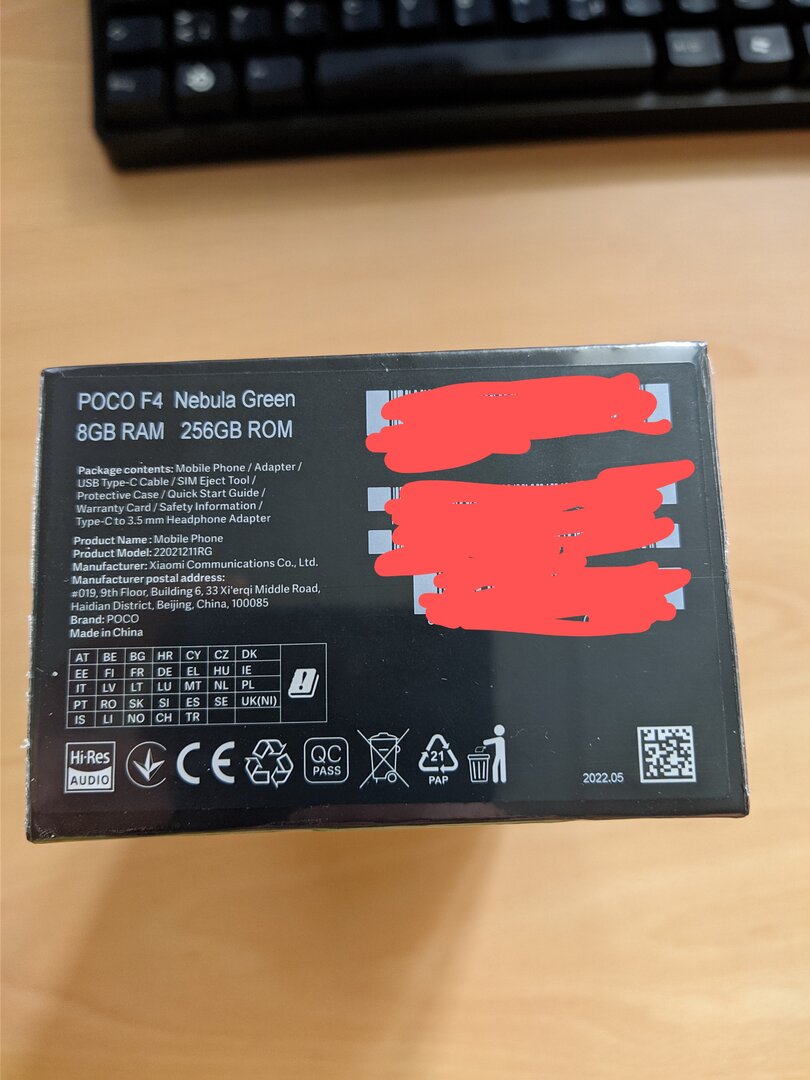 POCO F4 Nebula Green
8GB RAM 256GB ROM
Package contents: Mobile Phone / Adapter /
USB Type-C Cable / SIM Eject Tool /
Protective Case / Quick Start Guide /
Warranty Card / Safety Information /
Type-C to 3.5 mm Headphone Adapter
Product Name: Mobile Phone
Product Model: 22021211RG
Manufacturer: Xiaomi Communications Co., Ltd.
Manufacturer postal address:
#019, 9th Floor, Building 6, 33 Xi'erqi Middle Road,
Haidian District, Beijing, China, 100085
Brand: POCO
Made in China
AT BE BG HR CY CZ DK
EE FI FR DE EL HU IE
IT LV LT LU MT NL PL
PT RO SK SI ES SE UK(NI)
IS LI NO CH TR
Hi-Res
AUDIO
CE
QC
PASS
21
PAP
2022.05